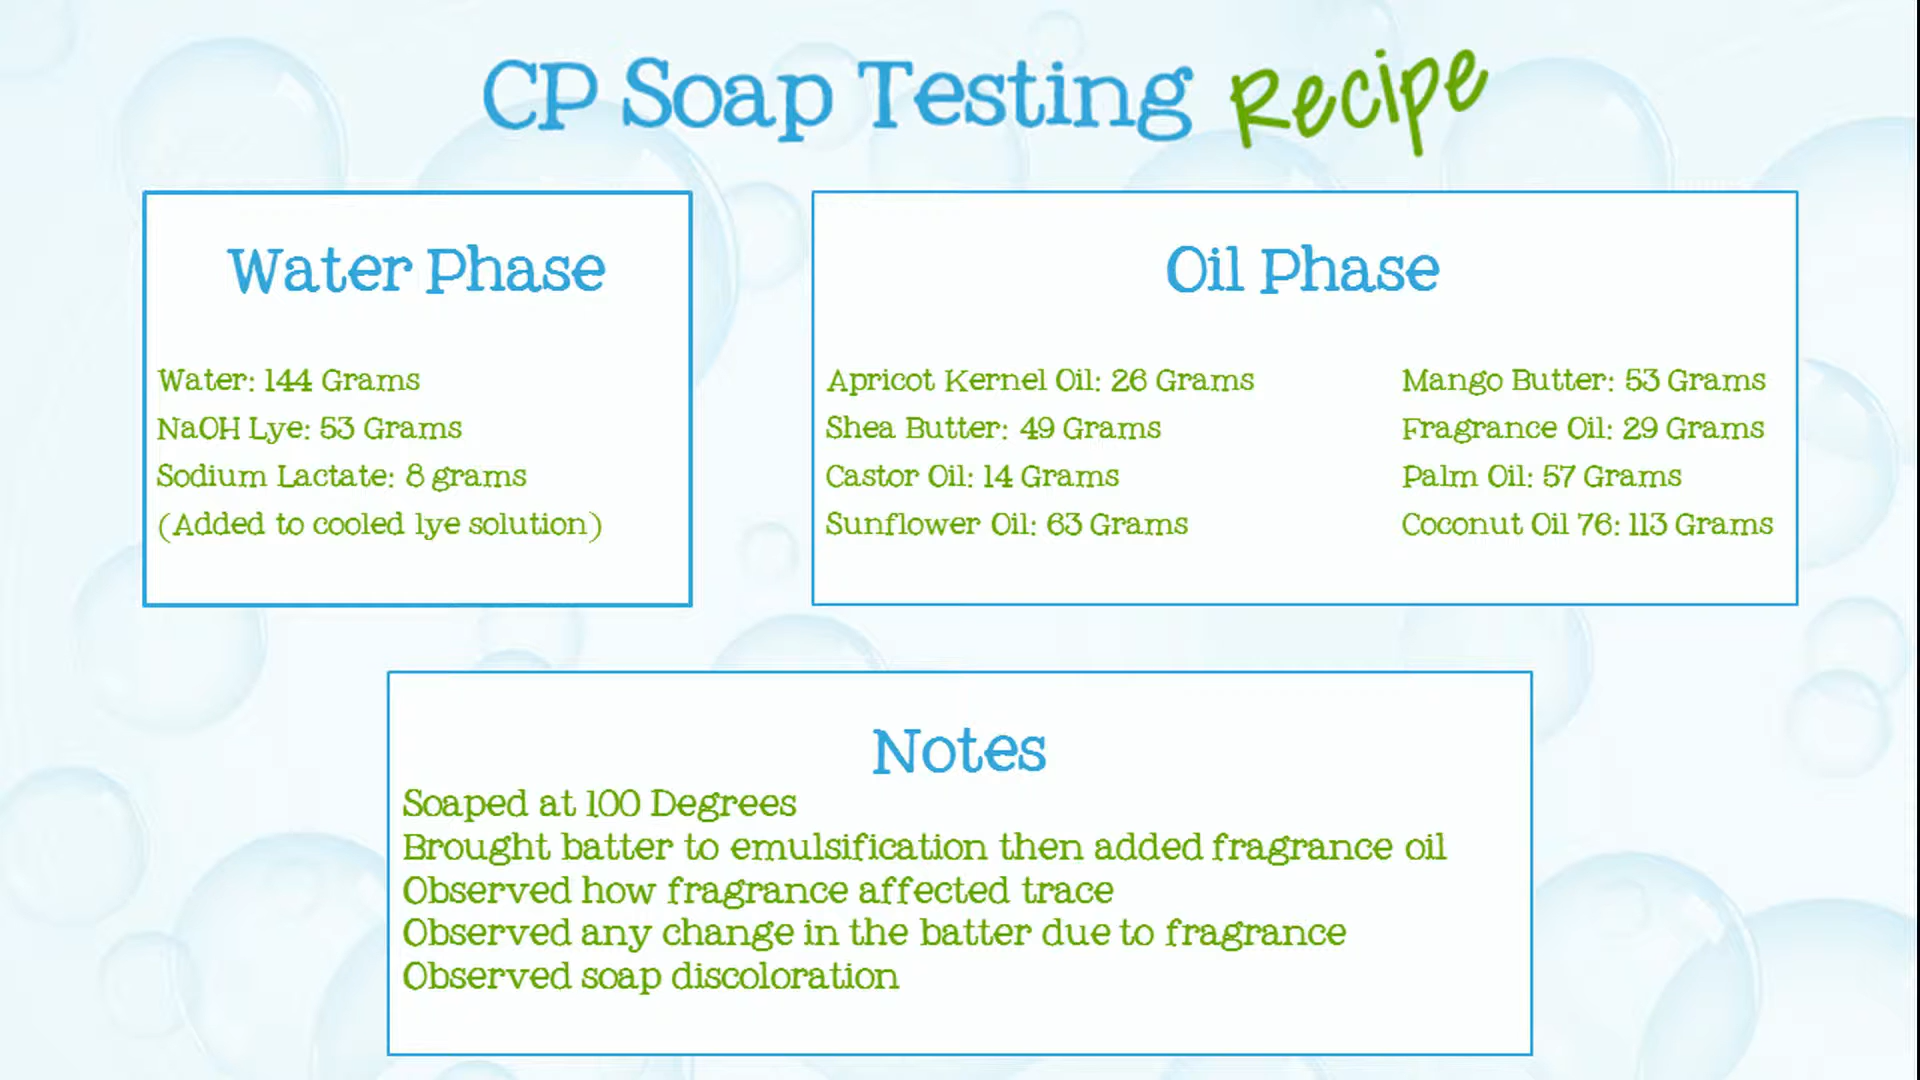 CP Soap Testing Recipe
Water Phase
Water: 144 Grams
NaOH Lye: 53 Grams
Sodium Lactate: 8 grams
(Added to cooled lye solution)
Oil Phase
Apricot Kernel Oil: 26 Grams
Shea Butter: 49 Grams
Castor Oil: 14 Grams
Sunflower Oil: 63 Grams
Mango Butter: 53 Grams
Fragrance Oil: 29 Grams
Palm Oil: 57 Grams
Coconut Oil 76: 113 Grams
Notes
Soaped at 100 Degrees
Brought batter to emulsification then added fragrance oil
Observed how fragrance affected trace
Observed any change in the batter due to fragrance
Observed soap discoloration